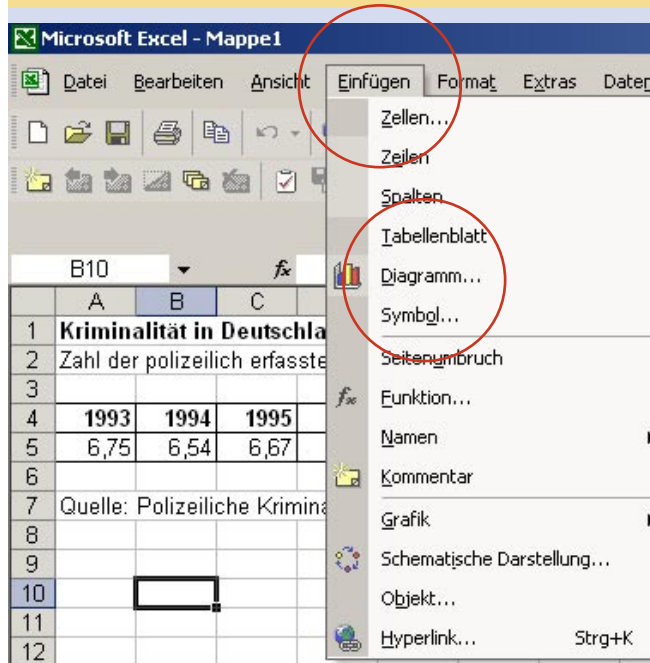 Microsoft Excel - Mappe1
Datei Bearbeiten Ansicht Einfügen Format Extras Daten
Zellen...
Zeilen
Spalten
Tabellenblatt
Diagramm...
Symbol...
Seitenumbruch
Funktion...
Namen
Kommentar
Grafik
Schematische Darstellung...
Objekt...
Hyperlink... Strg+K
B10 fx
A B C
1 Kriminalität in Deutschla
2 Zahl der polizeilich erfasste
3
4 1993 1994 1995
5 6,75 6,54 6,67
6
7 Quelle: Polizeiliche Krimina
8
9
10
11
12